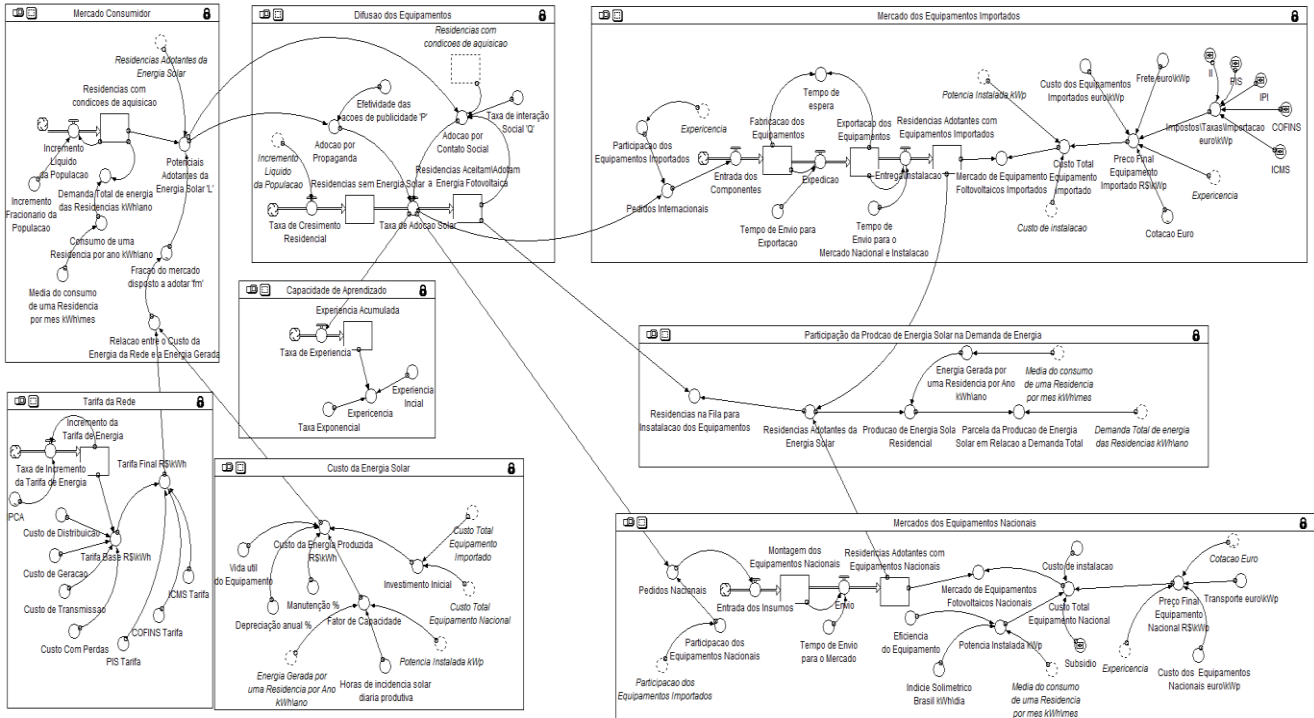 Mercado Consumidor
Residencias Adotantes da
Energia Solar
Residencias com
condicoes de aquisicao
Incremento
Liquido
da Populacao
Potenciais
Adotantes da
Energia Solar 'L'
Demanda Total de energia
das Residencias kWh\ano
Incremento
Fracionario da
Populacao
Consumo de uma
Residencia por ano kWh\ano
Fracao do mercado
disposto a adotar 'fm'
Media do consumo
de uma Residencia
por mes kWh\mes
Relacao entre o Custo da
Energia da Rede e a Energia Gerada
Difusao dos Equipamentos
Residencias com
condicoes de aquisicao
Efetividade das
acoes de publicidade 'P'
Taxa de interação
Social 'Q'
Adocao por
Contato Social
Adocao por
Propaganda
Incremento
Liquido
da Populacao
Residencias sem Energia Solar
Residencias Aceitam\Adotam
a Energia Fotovoltaica
Taxa de Cresimento
Residencial
Taxa de Adocao Solar
Mercado dos Equipamentos Importados
Tempo de
espera
Potencia Instalada kWp
Custo dos Equipamentos
Importados euro\kWp
Frete euro\kWp
II
PIS
IPI
COFINS
ICMS
Impostos\Taxas\Importacao
euro\kWp
Expericencia
Participacao dos
Equipamentos Importados
Fabricacao dos
Equipamentos
Exportacao dos
Equipamentos
Residencias Adotantes com
Equipamentos Importados
Entrada dos
Componentes
Expedicao
Entrega\Instalacao
Mercado de Equipamento
Fotovoltaicos Importados
Custo Total
Equipamento
Importado
Preco Final
Equipamento
Importado R$\kWp
Expericencia
Pedidos Internacionais
Tempo de Envio para
Exportacao
Tempo de
Envio para o
Mercado Nacional e Instalacao
Custo de instalacao
Cotacao Euro
Capacidade de Aprendizado
Experiencia Acumulada
Taxa de Experiencia
Experiencia
Incial
Expericencia
Taxa Exponencial
Participação da Prodcao de Energia Solar na Demanda de Energia
Energia Gerada por
uma Residencia por Ano
kWh\ano
Media do consumo
de uma Residencia
por mes kWh\mes
Residencias na Fila para
Insatalacao dos Equipamentos
Residencias Adotantes da
Energia Solar
Producao de Energia Sola
Residencial
Parcela da Producao de Energia
Solar em Relacao a Demanda Total
Demanda Total de energia
das Residencias kWh\ano
Tarifa da Rede
Incremento da
Tarifa de Energia
Taxa de Incremento
da Tarifa de Energia
Tarifa Final R$\kWh
IPCA
Custo de Distribuicao
Tarifa Base R$\kWh
Custo de Geracao
ICMS Tarifa
Custo de Transmissao
COFINS Tarifa
Custo Com Perdas
PIS Tarifa
Custo da Energia Solar
Custo da Energia Produzida
R$\kWh
Custo Total
Equipamento
Importado
Vida util
do Equipamento
Investimento Inicial
Manutenção %
Custo Total
Equipamento Nacional
Depreciação anual %
Fator de Capacidade
Energia Gerada por
uma Residencia por Ano
kWh\ano
Horas de incidencia solar
diaria produtiva
Potencia Instalada kWp
Mercados dos Equipamentos Nacionais
Pedidos Nacionais
Montagem dos
Equipamentos Nacionais
Residencias Adotantes com
Equipamentos Nacionais
Custo de instalacao
Cotacao Euro
Entrada dos Insumos
Envio
Mercado de Equipamento
Fotovoltaicos Nacionais
Custo Total
Equipamento
Nacional
Preço Final
Equipamento
Nacional R$\kWp
Transporte euro\kWp
Participacao dos
Equipamentos Nacionais
Tempo de Envio
para o Mercado
Eficiencia
do Equipamento
Potencia Instalada kWp
Subsidio
Expericencia
Custo dos Equipamentos
Nacionais euro\kWp
Participacao dos
Equipamentos Importados
Indicie Solimetrico
Brasil kWh\dia
Media do consumo
de uma Residencia
por mes kWh\mes